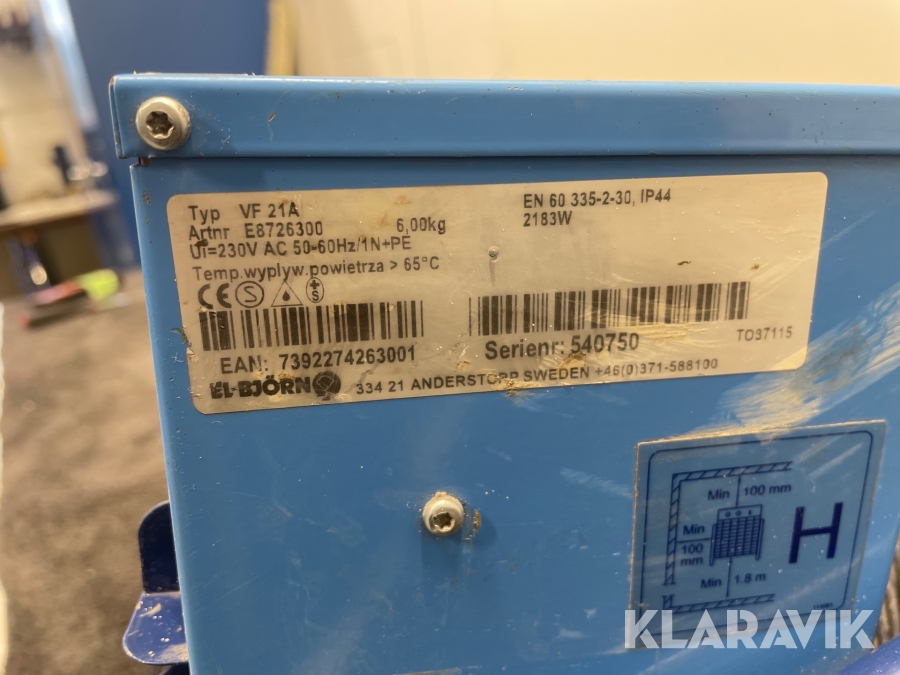 Typ VF 21A
Artnr E8726300 6,00kg
Ui=230V AC 50-60Hz/1N+PE
Temp.wyplyw.powietrza > 65°C
EN 60 335-2-30, IP44
2183W
CE S +S
EAN: 7392274263001
Serienr: 540750
TO37115
EL-BJÖRN 334 21 ANDERSTORP SWEDEN +46(0)371-588100
Min 100 mm
Min
100
mm
Min 1.8 m
H
KLARAVIK